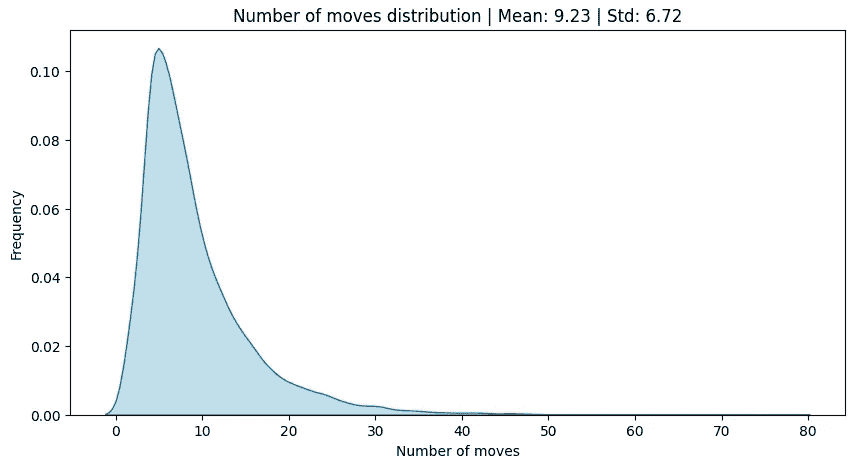 Number of moves distribution | Mean: 9.23 | Std: 6.72
0.10
0.08
0.06
0.04
0.02
0.00
Frequency
0 10 20 30 40 50 60 70 80
Number of moves